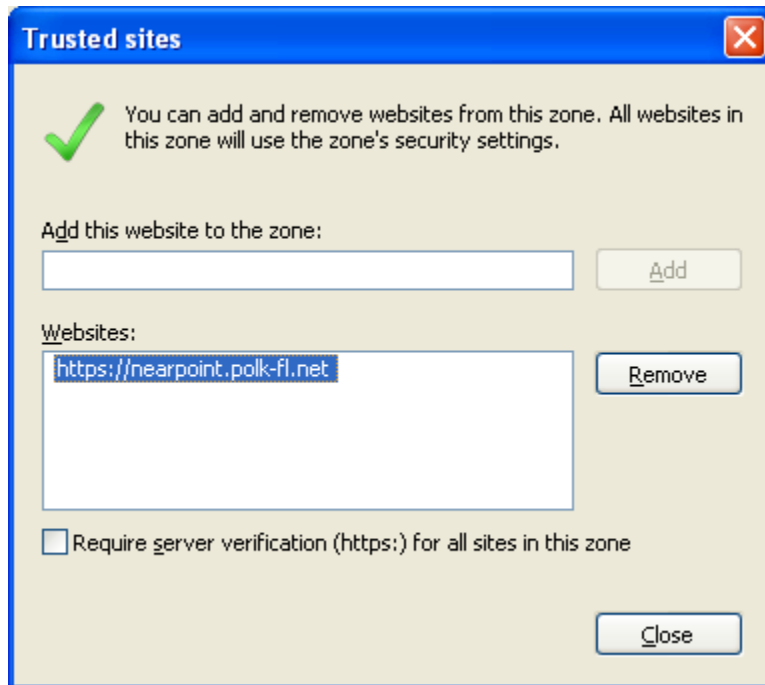 Trusted sites
You can add and remove websites from this zone. All websites in
this zone will use the zone's security settings.
Add this website to the zone:
Add
Websites:
https://nearpoint.polk-fl.net
Remove
Require server verification (https:) for all sites in this zone
Close